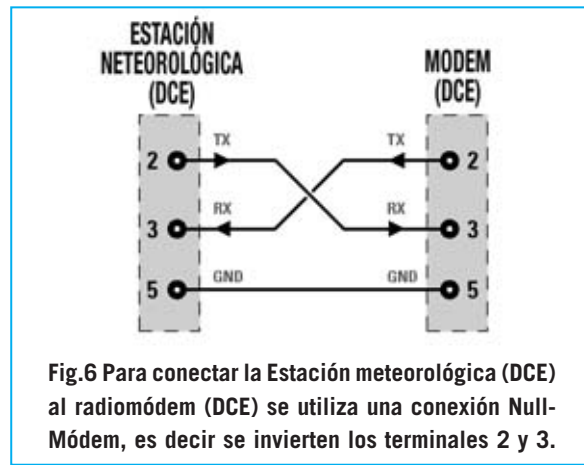 ESTACIÓN
NETEOROLÓGICA
(DCE)
MODEM
(DCE)
2 TX TX 2
3 RX RX 3
5 GND GND 5
Fig.6 Para conectar la Estación meteorológica (DCE)
al radiomódem (DCE) se utiliza una conexión Null-
Módem, es decir se invierten los terminales 2 y 3.